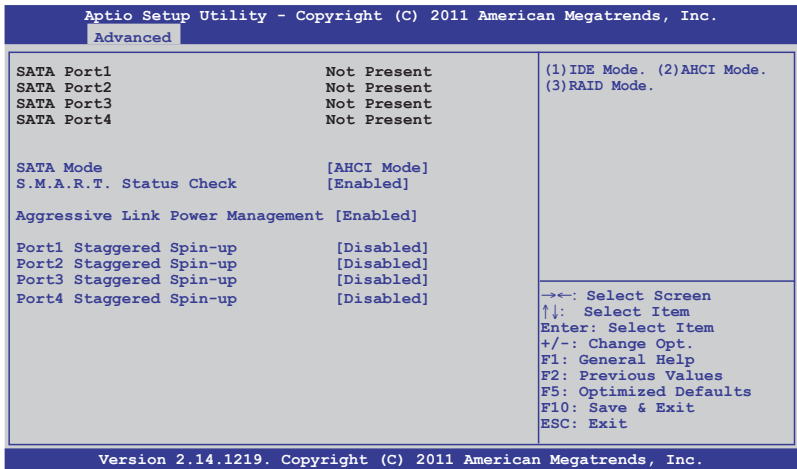 Aptio Setup Utility - Copyright (C) 2011 American Megatrends, Inc.
Advanced
SATA Port1 Not Present
SATA Port2 Not Present
SATA Port3 Not Present
SATA Port4 Not Present
SATA Mode [AHCI Mode]
S.M.A.R.T. Status Check [Enabled]
Aggressive Link Power Management [Enabled]
Port1 Staggered Spin-up [Disabled]
Port2 Staggered Spin-up [Disabled]
Port3 Staggered Spin-up [Disabled]
Port4 Staggered Spin-up [Disabled]
(1)IDE Mode. (2)AHCI Mode.
(3)RAID Mode.
→←: Select Screen
↑↓: Select Item
Enter: Select Item
+/-: Change Opt.
F1: General Help
F2: Previous Values
F5: Optimized Defaults
F10: Save & Exit
ESC: Exit
Version 2.14.1219. Copyright (C) 2011 American Megatrends, Inc.